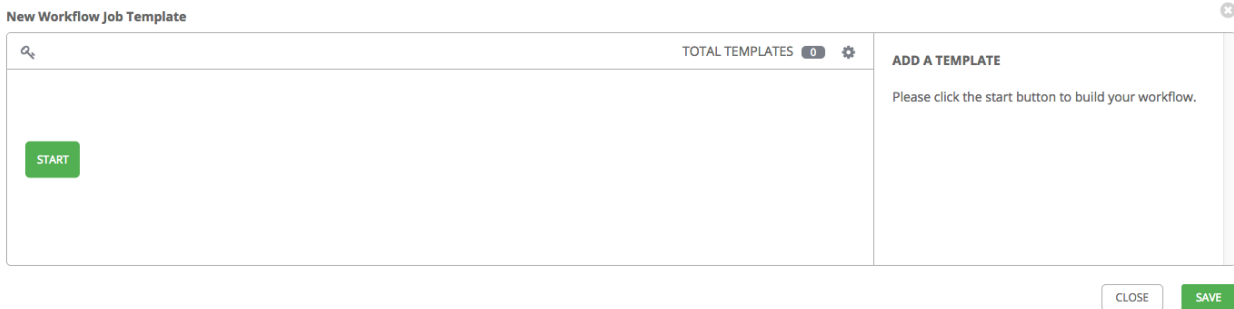 New Workflow Job Template
TOTAL TEMPLATES 0
ADD A TEMPLATE
Please click the start button to build your workflow.
START
CLOSE
SAVE